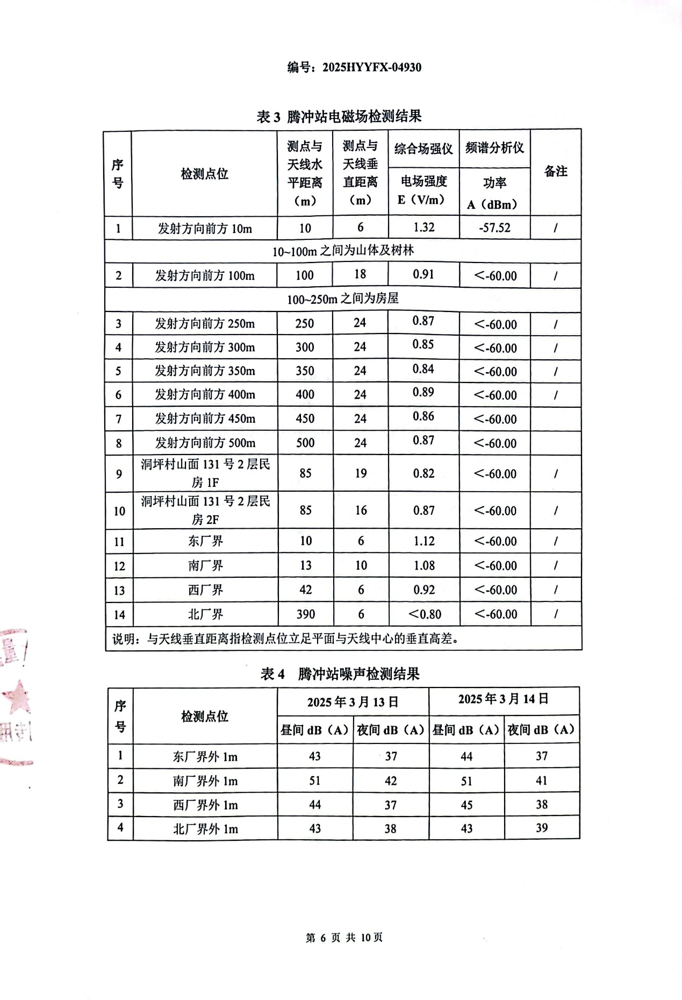 编号：2025HYYFX-04930
表 3 腾冲站电磁场检测结果
序号 检测点位 测点与天线水平距离（m） 测点与天线垂直距离（m） 综合场强仪 频谱分析仪 备注
电场强度 E（V/m） 功率 A（dBm）
1 发射方向前方 10m 10 6 1.32 -57.52 /
10~100m 之间为山体及树林
2 发射方向前方 100m 100 18 0.91 ＜-60.00 /
100~250m 之间为房屋
3 发射方向前方 250m 250 24 0.87 ＜-60.00 /
4 发射方向前方 300m 300 24 0.85 ＜-60.00 /
5 发射方向前方 350m 350 24 0.84 ＜-60.00 /
6 发射方向前方 400m 400 24 0.89 ＜-60.00 /
7 发射方向前方 450m 450 24 0.86 ＜-60.00
8 发射方向前方 500m 500 24 0.87 ＜-60.00
9 洞坪村山面 131 号 2 层民房 1F 85 19 0.82 ＜-60.00 /
10 洞坪村山面 131 号 2 层民房 2F 85 16 0.87 ＜-60.00 /
11 东厂界 10 6 1.12 ＜-60.00 /
12 南厂界 13 10 1.08 ＜-60.00 /
13 西厂界 42 6 0.92 ＜-60.00 /
14 北厂界 390 6 ＜0.80 ＜-60.00 /
说明：与天线垂直距离指检测点位立足平面与天线中心的垂直高差。
表 4 腾冲站噪声检测结果
序号 检测点位 2025 年 3 月 13 日 2025 年 3 月 14 日
昼间 dB（A） 夜间 dB（A） 昼间 dB（A） 夜间 dB（A）
1 东厂界外 1m 43 37 44 37
2 南厂界外 1m 51 42 51 41
3 西厂界外 1m 44 37 45 38
4 北厂界外 1m 43 38 43 39
第 6 页 共 10 页